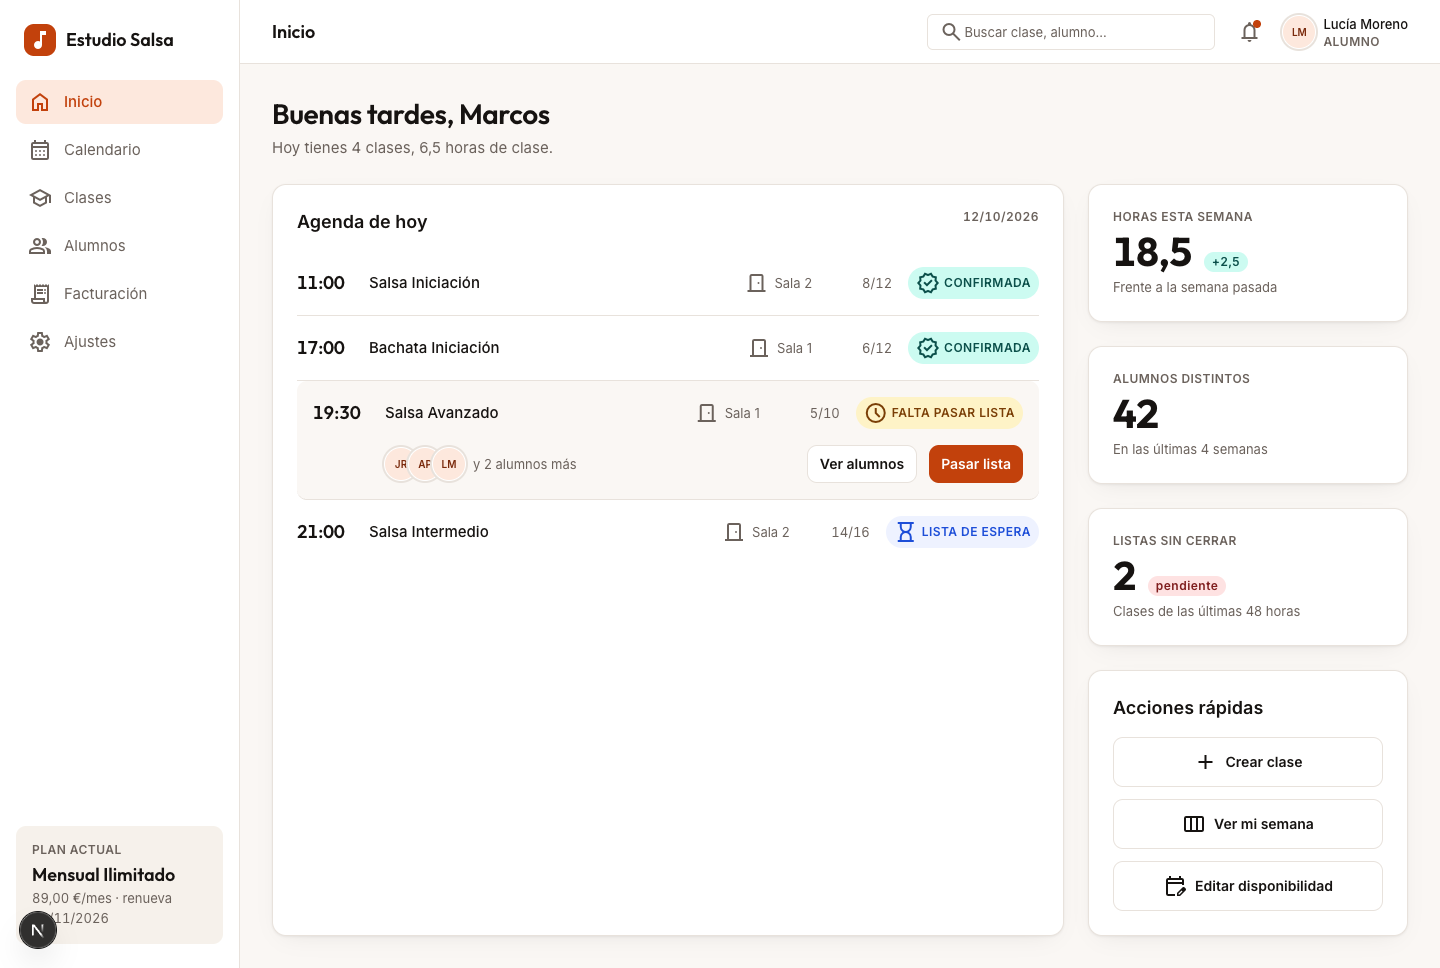 Estudio Salsa
Inicio
Calendario
Clases
Alumnos
Facturación
Ajustes
PLAN ACTUAL
Mensual Ilimitado
89,00 €/mes · renueva
/11/2026
N
Inicio
Buscar clase, alumno...
LM
Lucía Moreno
ALUMNO
Buenas tardes, Marcos
Hoy tienes 4 clases, 6,5 horas de clase.
Agenda de hoy
12/10/2026
11:00 Salsa Iniciación Sala 2 8/12 CONFIRMADA
17:00 Bachata Iniciación Sala 1 6/12 CONFIRMADA
19:30 Salsa Avanzado Sala 1 5/10 FALTA PASAR LISTA
JR LM y 2 alumnos más Ver alumnos Pasar lista
21:00 Salsa Intermedio Sala 2 14/16 LISTA DE ESPERA
HORAS ESTA SEMANA
18,5 +2,5
Frente a la semana pasada
ALUMNOS DISTINTOS
42
En las últimas 4 semanas
LISTAS SIN CERRAR
2 pendiente
Clases de las últimas 48 horas
Acciones rápidas
Crear clase
Ver mi semana
Editar disponibilidad